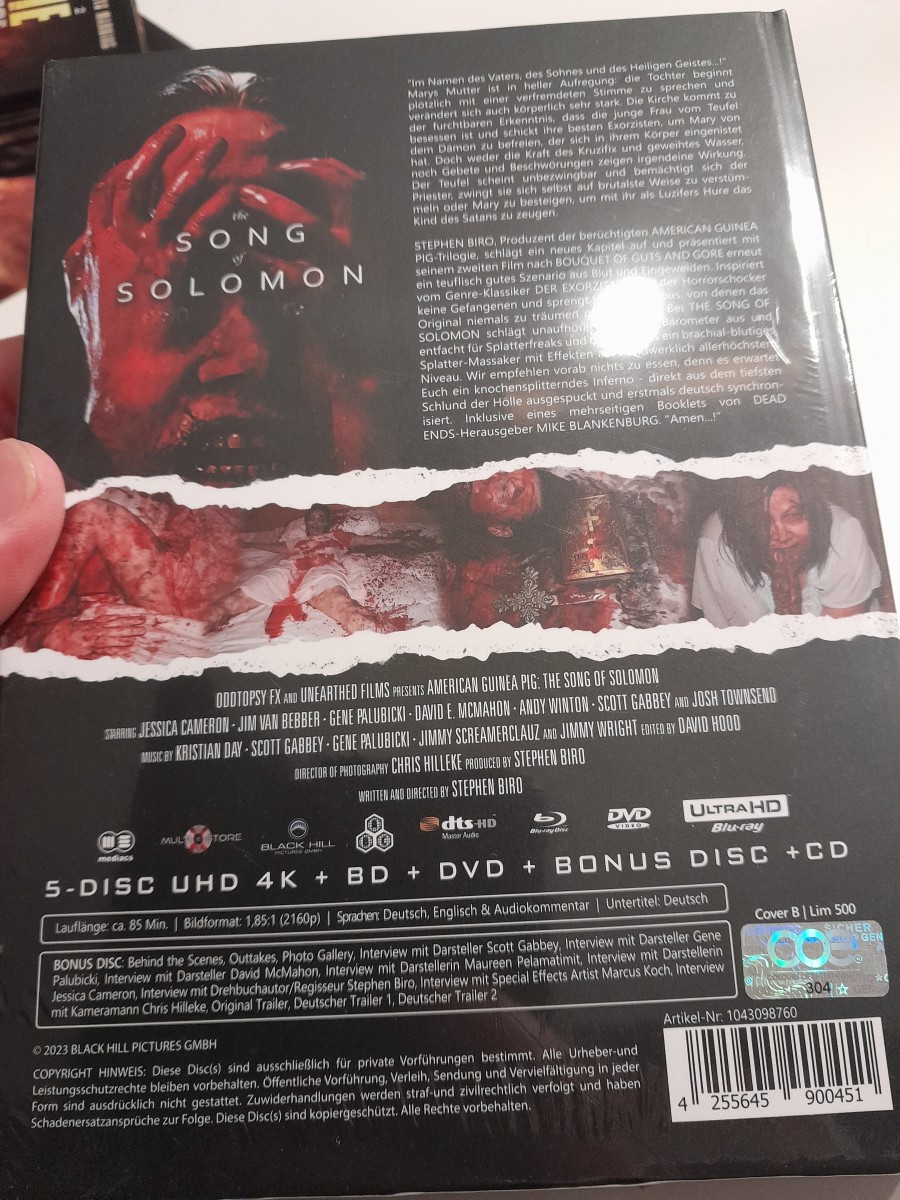 "Im Namen des Vaters, des Sohnes und des Heiligen Geistes...!"
Marys Mutter ist in heller Aufregung: die Tochter beginnt
plötzlich mit einer verfremdeten Stimme zu sprechen und
verändert sich auch körperlich sehr stark. Die Kirche kommt zu
der furchtbaren Erkenntnis, dass die junge Frau vom Teufel
besessen ist und schickt ihre besten Exorzisten, um Mary von
dem Dämon zu befreien, der sich in ihrem Körper eingenistet
hat. Doch weder die Kraft des Kruzifix und geweihtes Wasser,
noch Gebete und Beschwörungen zeigen irgendeine Wirkung.
Der Teufel scheint unbezwingbar und bemächtigt sich der
Priester, zwingt sie sich selbst auf brutalste Weise zu verstüm-
meln oder Mary zu besteigen, um mit ihr als Luzifers Hure das
Kind des Satans zu zeugen.
the
SONG
of
SOLOMON
STEPHEN BIRO, Produzent der berüchtigten AMERICAN GUINEA
PIG-Trilogie, schlägt ein neues Kapitel auf und präsentiert mit
seinem zweiten Film nach BOUQUET OF GUTS AND GORE erneut
ein teuflisch gutes Szenario aus Blut und Eingeweiden. Inspiriert
vom Genre-Klassiker DER der Horrorschocker
keine Gefangenen und sprengt von denen das
Original niemals zu träumen Bei THE SONG OF
SOLOMON schlägt Barometer aus und
entfacht für Splatterfreaks und ein brachial-blutiges
Splatter-Massaker mit Effekten allerhöchstem
Niveau. Wir empfehlen vorab nichts zu essen, denn es erwartet
Euch ein knochensplitterndes Inferno - direkt aus dem tiefsten
Schlund der Hölle ausgespuckt und erstmals deutsch synchron-
isiert. Inklusive eines mehrseitigen Booklets von DEAD
ENDS-Herausgeber MIKE BLANKENBURG. "Amen...!"
ODDTOPSY FX AND UNEARTHED FILMS PRESENTS AMERICAN GUINEA PIG: THE SONG OF SOLOMON
STARRING JESSICA CAMERON · JIM VAN BEBBER · GENE PALUBICKI · DAVID E. MCMAHON · ANDY WINTON · SCOTT GABBEY AND JOSH TOWNSEND
MUSIC BY KRISTIAN DAY · SCOTT GABBEY · GENE PALUBICKI · JIMMY SCREAMERCLAUZ AND JIMMY WRIGHT EDITED BY DAVID HOOD
DIRECTOR OF PHOTOGRAPHY CHRIS HILLEKE PRODUCED BY STEPHEN BIRO
WRITTEN AND DIRECTED BY STEPHEN BIRO
mediacs
MULTI STORE
BLACK HILL
PICTURES GMBH
dts-HD
Master Audio
Blu-ray Disc
DVD
VIDEO
ULTRA HD
Blu-ray
5-DISC UHD 4K + BD + DVD + BONUS DISC +CD
Lauflänge: ca. 85 Min. | Bildformat: 1,85:1 (2160p) | Sprachen: Deutsch, Englisch & Audiokommentar | Untertitel: Deutsch
BONUS DISC: Behind the Scenes, Outtakes, Photo Gallery, Interview mit Darsteller Scott Gabbey, Interview mit Darsteller Gene
Palubicki, Interview mit Darsteller David McMahon, Interview mit Darstellerin Maureen Pelamatimit, Interview mit Darstellerin
Jessica Cameron, Interview mit Drehbuchautor/Regisseur Stephen Biro, Interview mit Special Effects Artist Marcus Koch, Interview
mit Kameramann Chris Hilleke, Original Trailer, Deutscher Trailer 1, Deutscher Trailer 2
Cover B | Lim 500
SICHER
GEN
304
Artikel-Nr: 1043098760
4 255645 900451
© 2023 BLACK HILL PICTURES GMBH
COPYRIGHT HINWEIS: Diese Disc(s) sind ausschließlich für private Vorführungen bestimmt. Alle Urheber-und
Leistungsschutzrechte bleiben vorbehalten. Öffentliche Vorführung, Verleih, Sendung und Vervielfältigung in jeder
Form sind ausdrücklich nicht gestattet. Zuwiderhandlungen werden straf-und zivilrechtlich verfolgt und haben
Schadenersatzansprüche zur Folge. Diese Disc(s) sind kopiergeschützt. Alle Rechte vorbehalten.